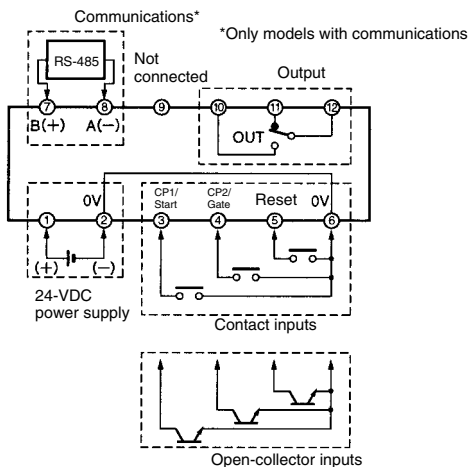 Communications*
*Only models with communications
RS-485
Not
connected
Output
7
8
9
10
11
12
B(+)
A(−)
OUT
0V
CP1/
Start
CP2/
Gate
Reset
0V
1
2
3
4
5
6
(+)
(−)
24-VDC
power supply
Contact inputs
Open-collector inputs